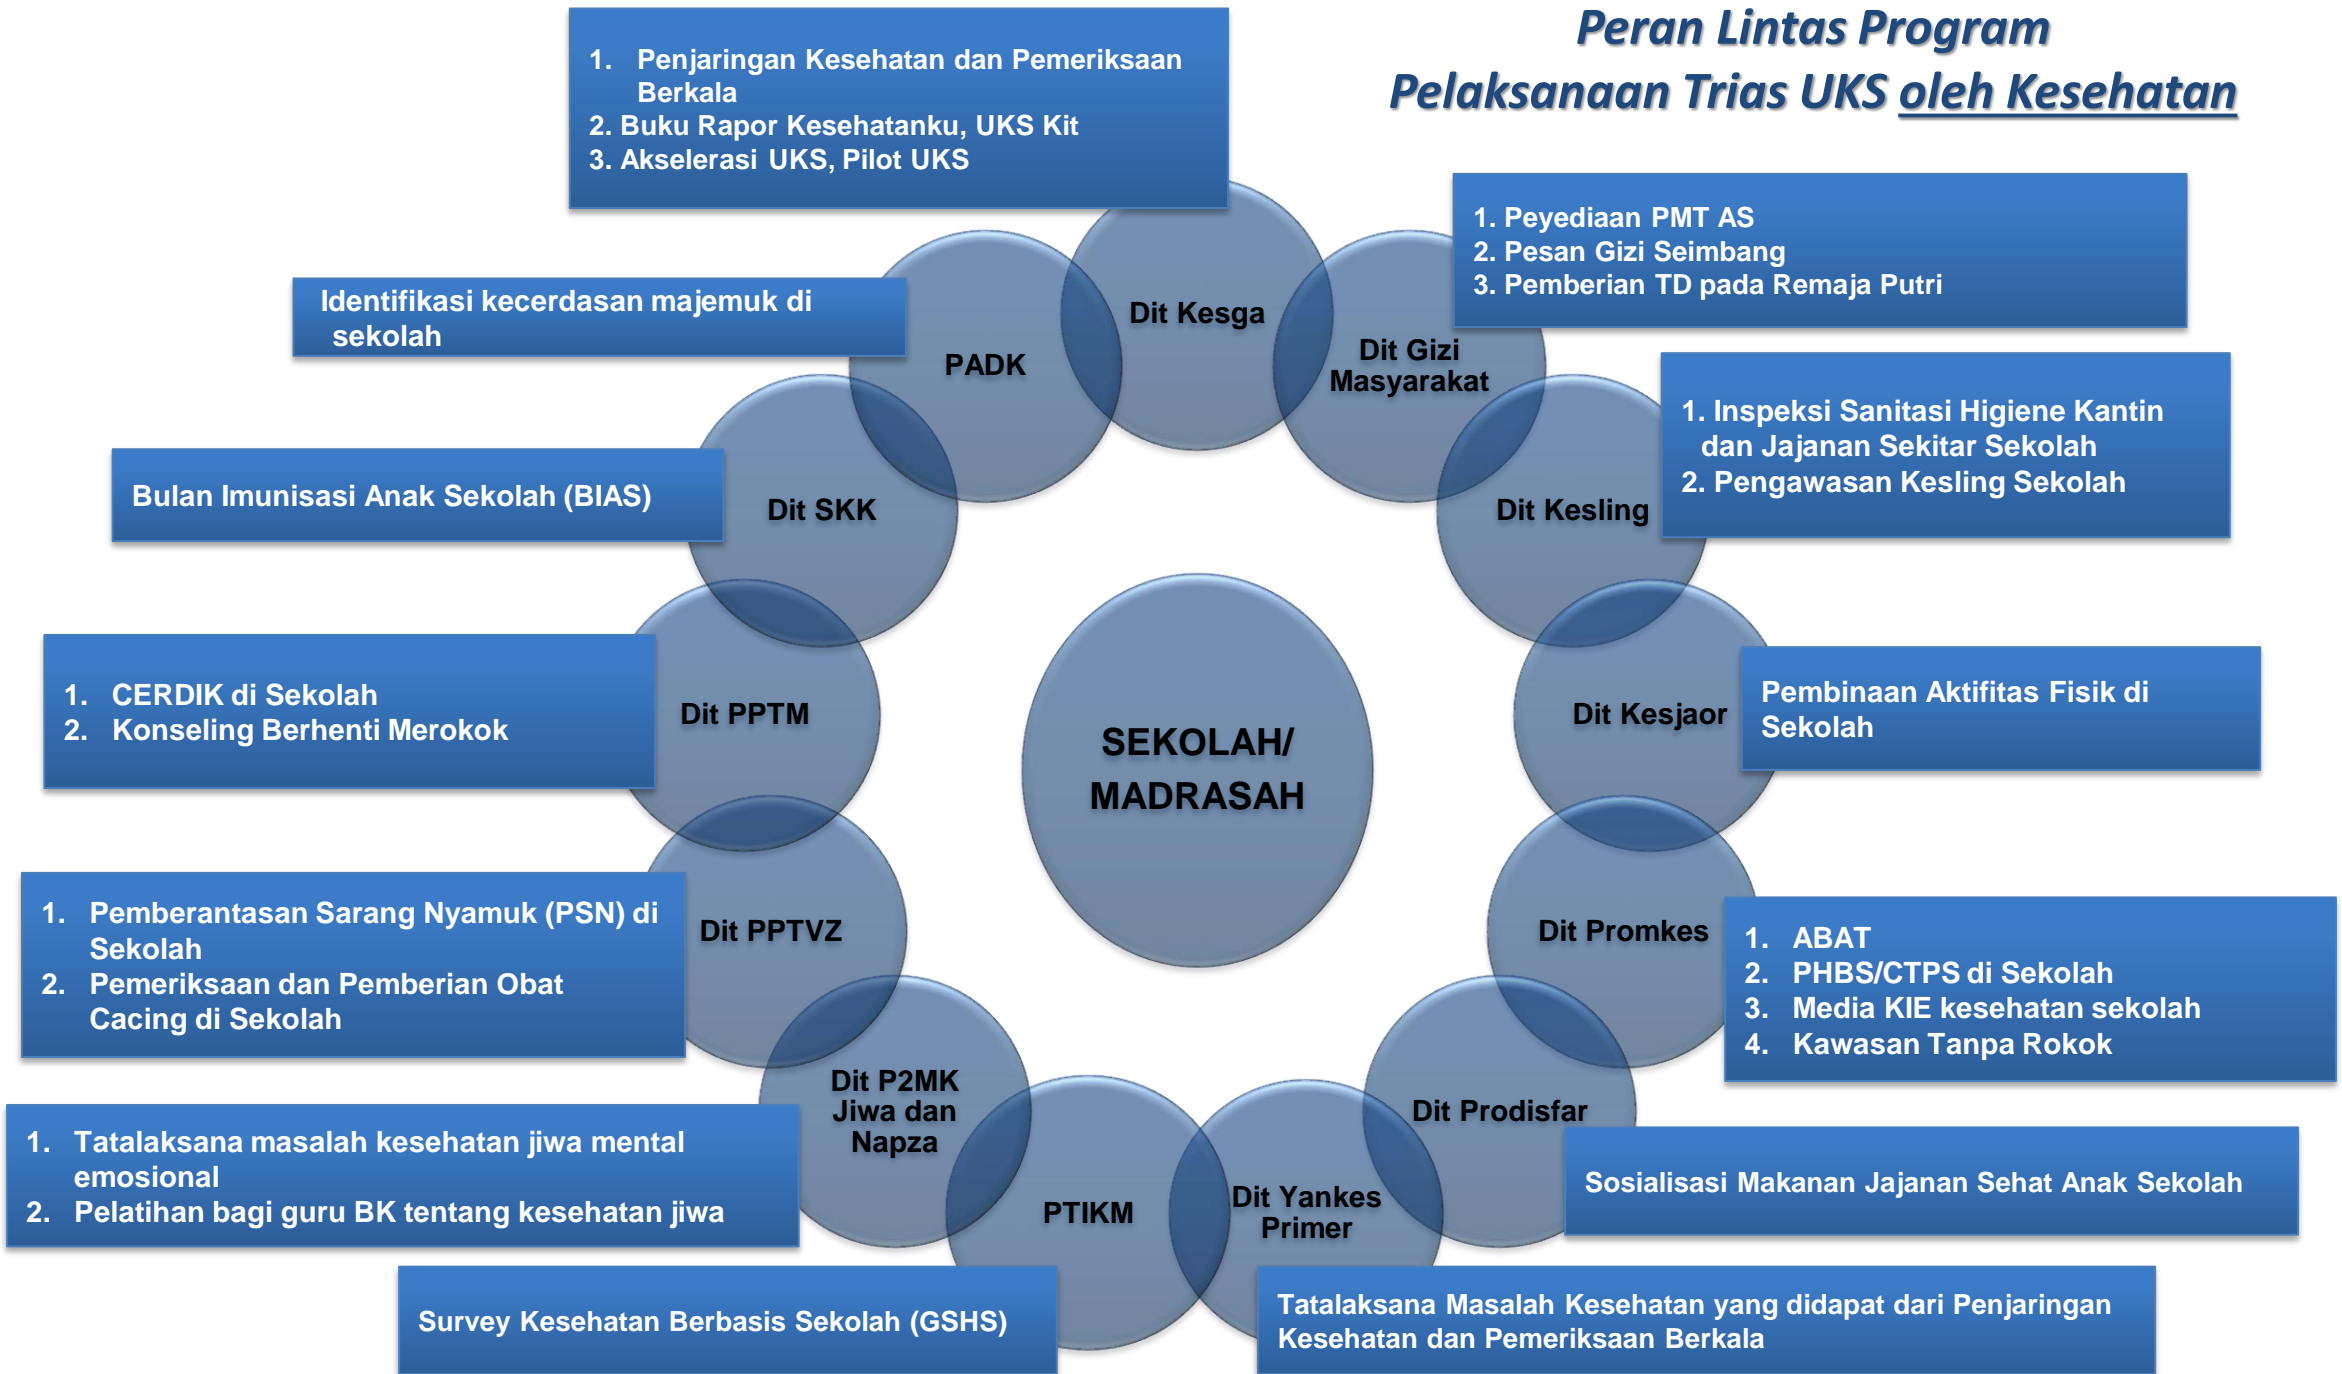 Peran Lintas Program
Pelaksanaan Trias UKS oleh Kesehatan
1. Penjaringan Kesehatan dan Pemeriksaan
Berkala
2. Buku Rapor Kesehatanku, UKS Kit
3. Akselerasi UKS, Pilot UKS
Dit Kesga
1. Peyediaan PMT AS
2. Pesan Gizi Seimbang
3. Pemberian TD pada Remaja Putri
Dit Gizi
Masyarakat
1. Inspeksi Sanitasi Higiene Kantin
dan Jajanan Sekitar Sekolah
2. Pengawasan Kesling Sekolah
Dit Kesling
Pembinaan Aktifitas Fisik di
Sekolah
Dit Kesjaor
1. ABAT
2. PHBS/CTPS di Sekolah
3. Media KIE kesehatan sekolah
4. Kawasan Tanpa Rokok
Dit Promkes
Sosialisasi Makanan Jajanan Sehat Anak Sekolah
Dit Prodisfar
Tatalaksana Masalah Kesehatan yang didapat dari Penjaringan
Kesehatan dan Pemeriksaan Berkala
Dit Yankes
Primer
Survey Kesehatan Berbasis Sekolah (GSHS)
PTIKM
1. Tatalaksana masalah kesehatan jiwa mental
emosional
2. Pelatihan bagi guru BK tentang kesehatan jiwa
Dit P2MK
Jiwa dan
Napza
1. Pemberantasan Sarang Nyamuk (PSN) di
Sekolah
2. Pemeriksaan dan Pemberian Obat
Cacing di Sekolah
Dit PPTVZ
1. CERDIK di Sekolah
2. Konseling Berhenti Merokok
Dit PPTM
Bulan Imunisasi Anak Sekolah (BIAS)
Dit SKK
Identifikasi kecerdasan majemuk di
sekolah
PADK
SEKOLAH/
MADRASAH